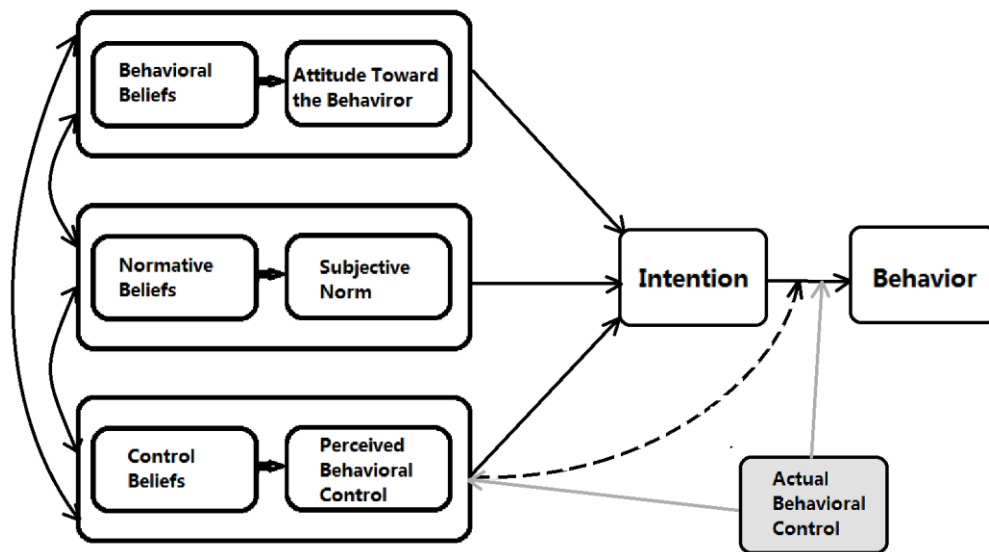 Behavioral
Beliefs
Attitude Toward
the Behaviror
Normative
Beliefs
Subjective
Norm
Intention
Behavior
Control
Beliefs
Perceived
Behavioral
Control
Actual
Behavioral
Control